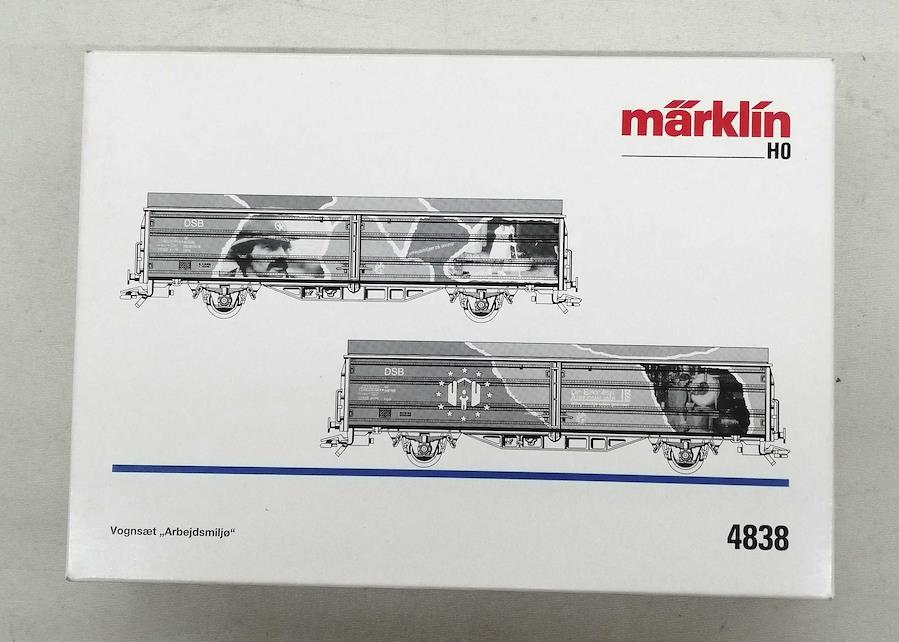 märklin
H0
DSB
DSB
Vognsæt „Arbejdsmiljø“
4838